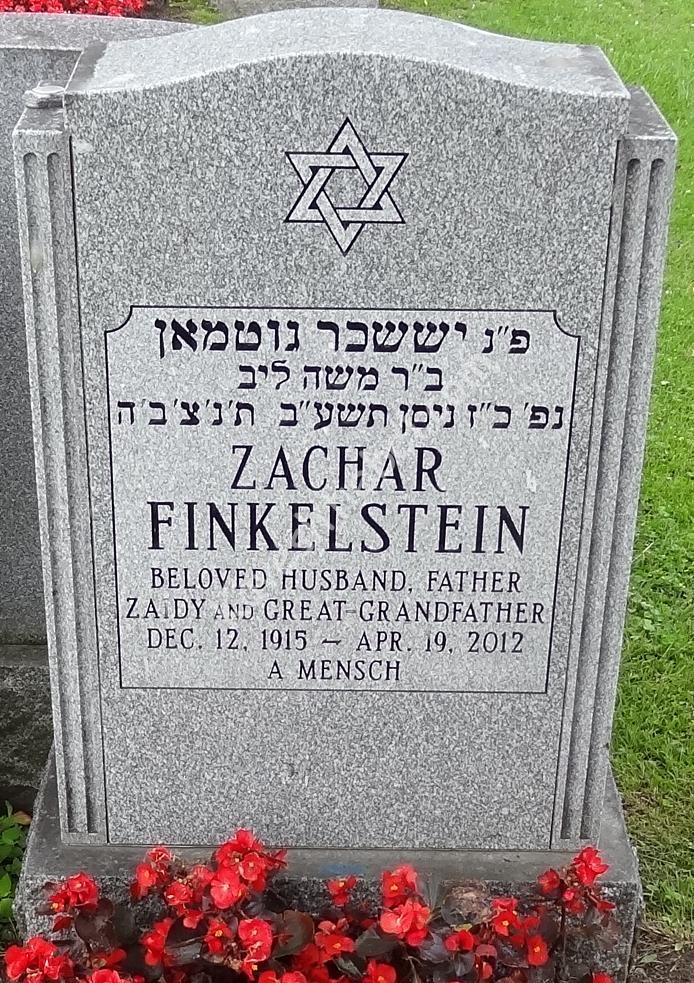 פ"נ יששכר גוטמאן
ב"ר משה ליב
נפ' כ"ז ניסן תשע"ב ת'נ'צ'ב'ה
ZACHAR
FINKELSTEIN
BELOVED HUSBAND, FATHER
ZAIDY AND GREAT-GRANDFATHER
DEC. 12, 1915 – APR. 19, 2012
A MENSCH